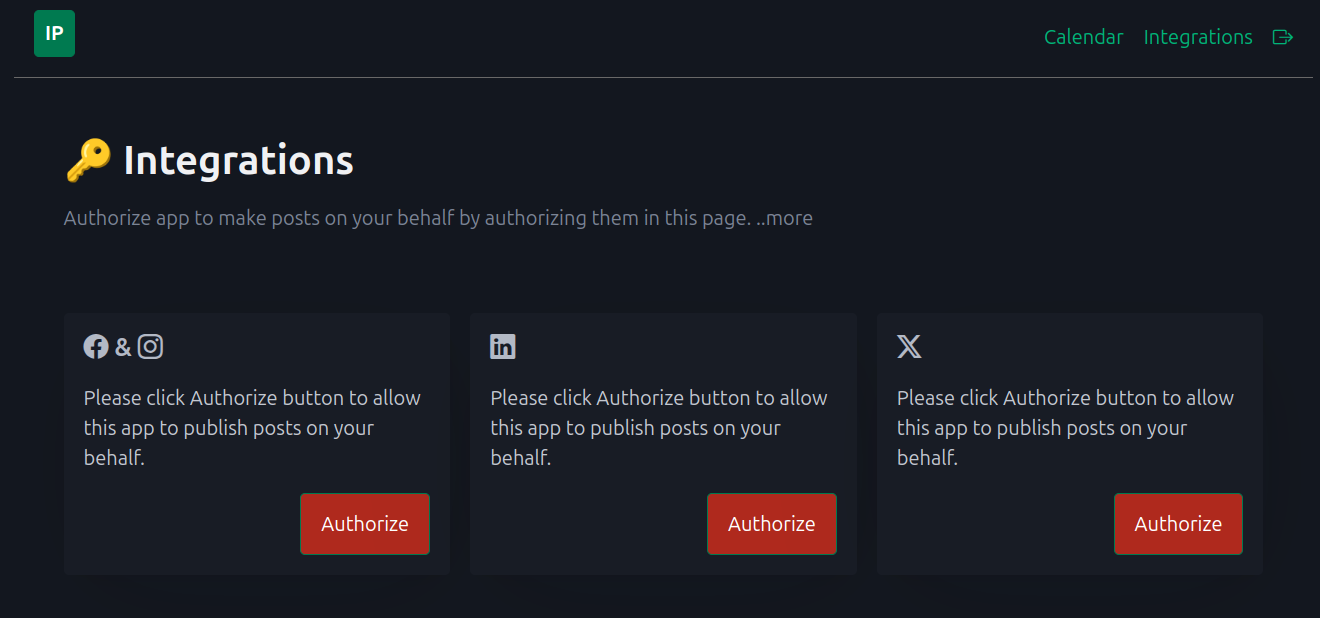 IP
Calendar Integrations
Integrations
Authorize app to make posts on your behalf by authorizing them in this page. ..more
&
Please click Authorize button to allow
this app to publish posts on your
behalf.
Authorize
in
Please click Authorize button to allow
this app to publish posts on your
behalf.
Authorize
X
Please click Authorize button to allow
this app to publish posts on your
behalf.
Authorize